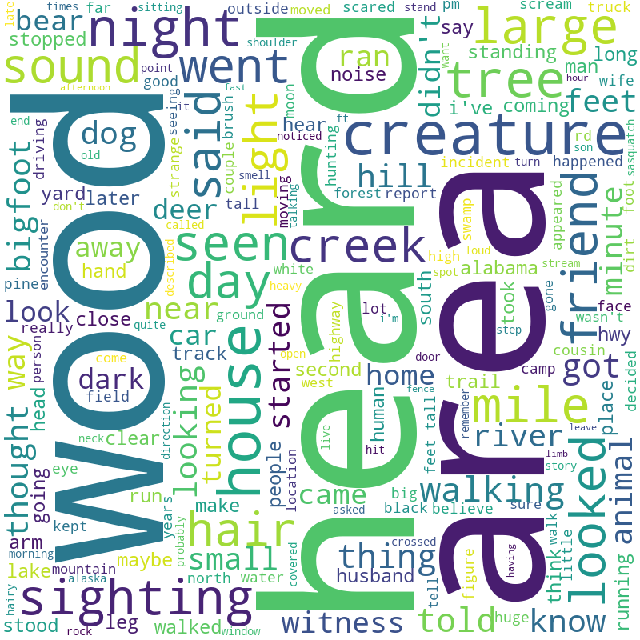 late
times
far
sitting
outside
moved
scared
stand
pm
scream
truck
bear
stopped
night
shoulder
say
large
point
good
went
ran
noise
didn't
standing
man
long
wife
sound
tree
i've
coming
feet
end
afternoon
driving
dog
old
said
seeing
hit
strange
couple
brush
hear
moon
light
fast
want
ff
noticed
hunting
creature
hour
rd
son
sasquatch
bigfoot
yard
don't
later
deer
tall
smell
talking
moving
forest
report
hill
incident
turn
happened
encounter
wood
heard
area
called
described
seen
creek
swamp
loud
appeared
friend
minute
foot
dirt
pine
away
hand
day
white
lot
i'm
south
high
spot
alabama
stream
gone
look
really
close
quite
near
ground
heavy
highway
took
step
face
wasn't
hwy
way
person
come
dark
field
car
track
house
started
open
second
west
door
fence
home
human
camp
cousin
got
decided
trail
mile
place
head
neck
clear
direction
looking
turned
people
location
live
hit
feet tall
remember
river
leave
thought
eye
run
years
make
came
asked
big
black
believe
walking
limb
story
sure
looked
animal
arm
going
kept
maybe
probably
hair
small
covered
thing
crossed
tell
figure
having
think
walk
little
running
morning
lake
mountain
alaska
north
water
husband
hairy
sighting
stood
rock
leg
walked
window
witness
told
huge
know